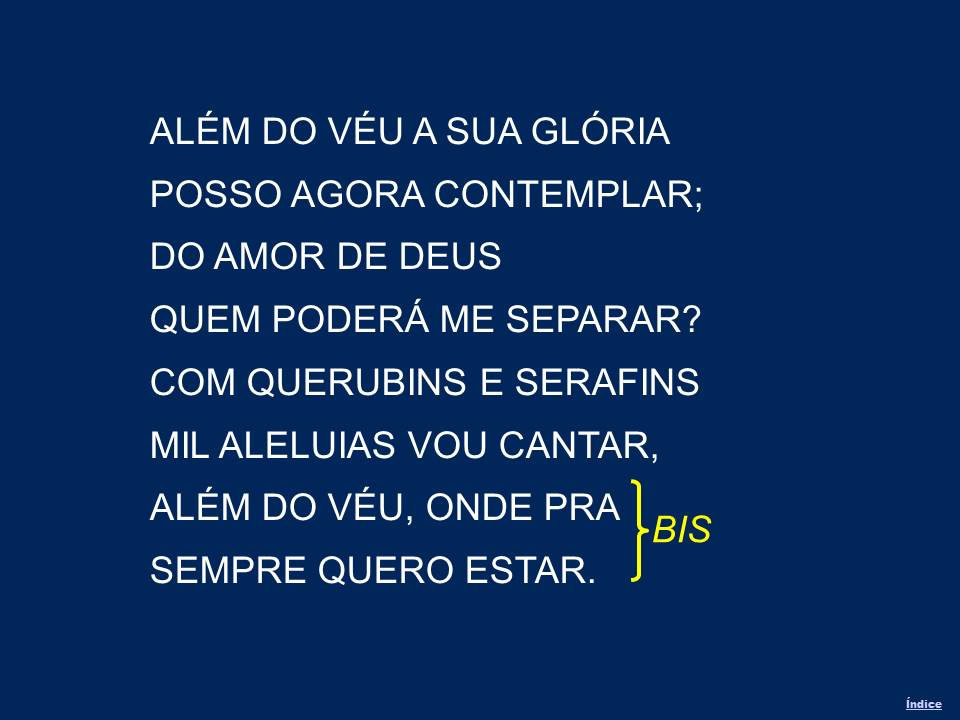 ALÉM DO VÉU A SUA GLÓRIA
POSSO AGORA CONTEMPLAR;
DO AMOR DE DEUS
QUEM PODERÁ ME SEPARAR?
COM QUERUBINS E SERAFINS
MIL ALELUIAS VOU CANTAR,
ALÉM DO VÉU, ONDE PRA
SEMPRE QUERO ESTAR.
BIS
Índice